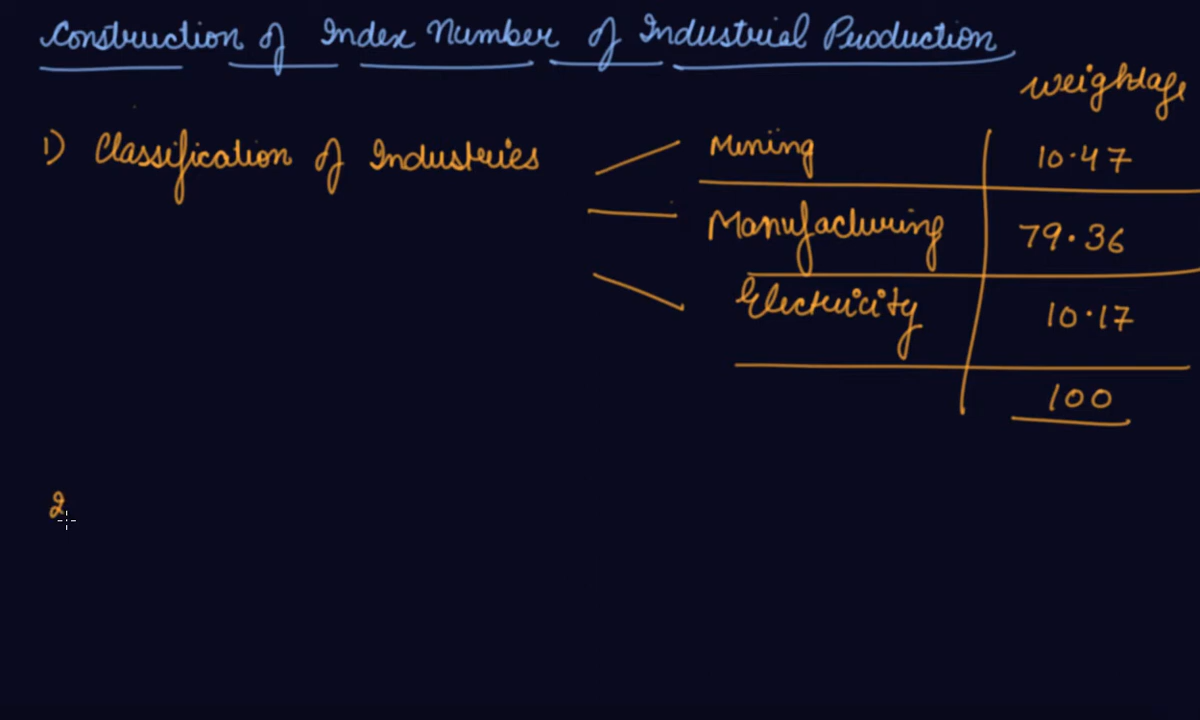 Construction of Index Number of Industrial Production
weightage
1) Classification of Industries
Mining 10.47
Manufacturing 79.36
Electricity 10.17
100
2